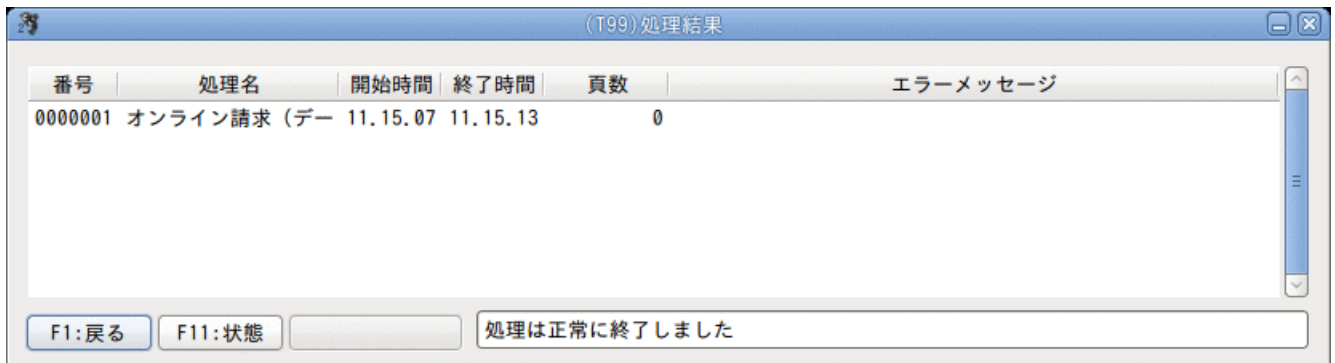 (T99)処理結果
番号 処理名 開始時間 終了時間 頁数 エラーメッセージ
0000001 オンライン請求（デー 11.15.07 11.15.13 0
F1:戻る F11:状態 処理は正常に終了しました